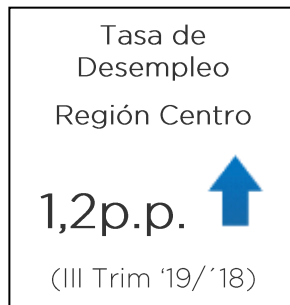 Tasa de
Desempleo
Región Centro
1,2p.p.
(III Trim ‘19/´18)